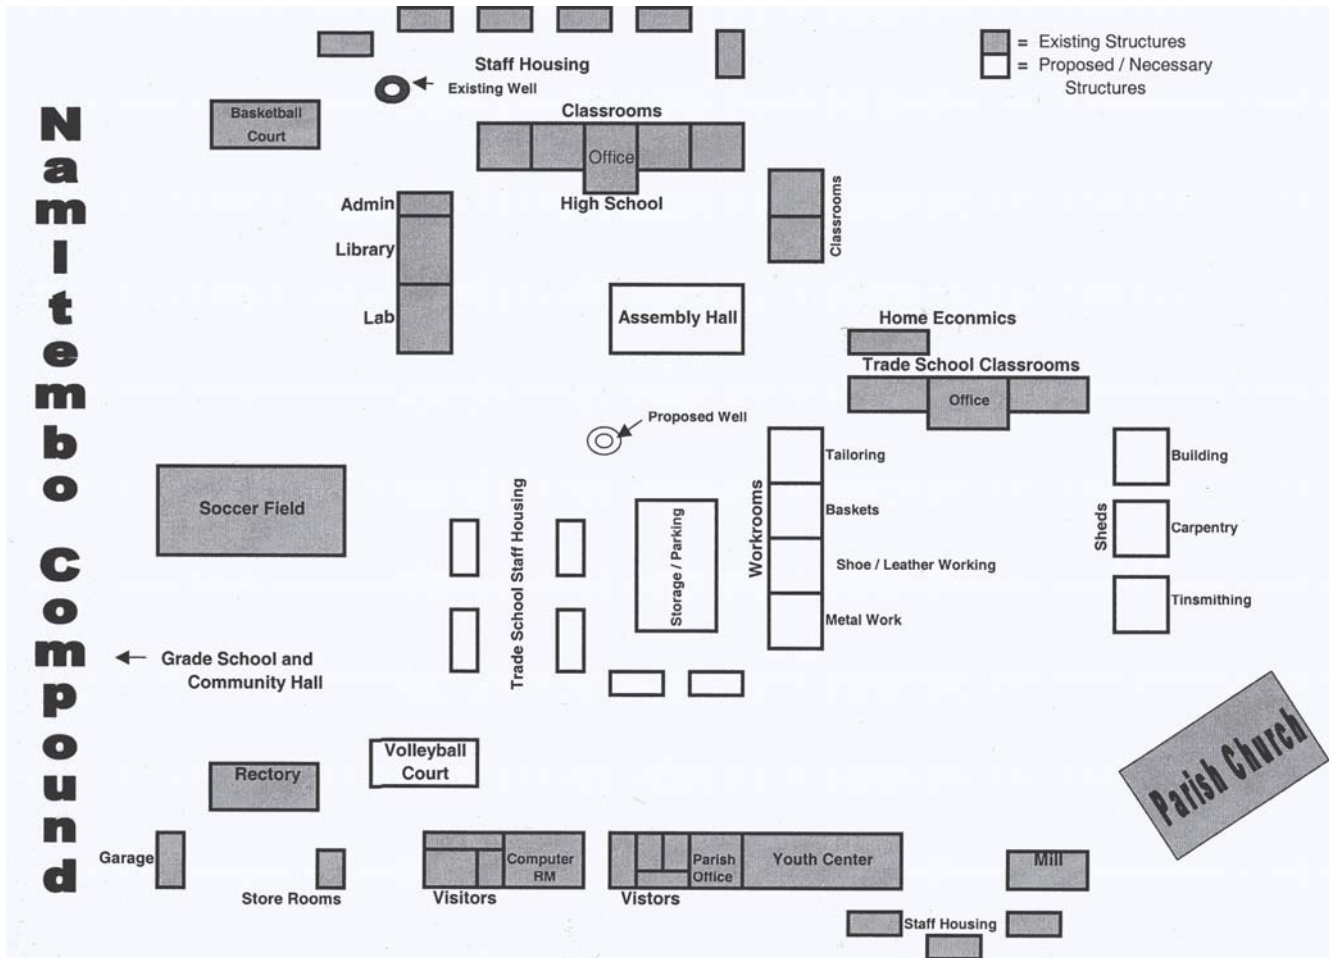 Namitembo Compound
= Existing Structures
= Proposed / Necessary
Structures
Staff Housing
Existing Well
Basketball
Court
Classrooms
Office
High School
Classrooms
Admin
Library
Lab
Assembly Hall
Home Econmics
Trade School Classrooms
Office
Proposed Well
Tailoring
Baskets
Shoe / Leather Working
Metal Work
Workrooms
Building
Carpentry
Tinsmithing
Sheds
Soccer Field
Trade School Staff Housing
Storage / Parking
Grade School and
Community Hall
Volleyball
Court
Rectory
Parish Church
Garage
Store Rooms
Computer
RM
Visitors
Parish
Office
Vistors
Youth Center
Mill
Staff Housing